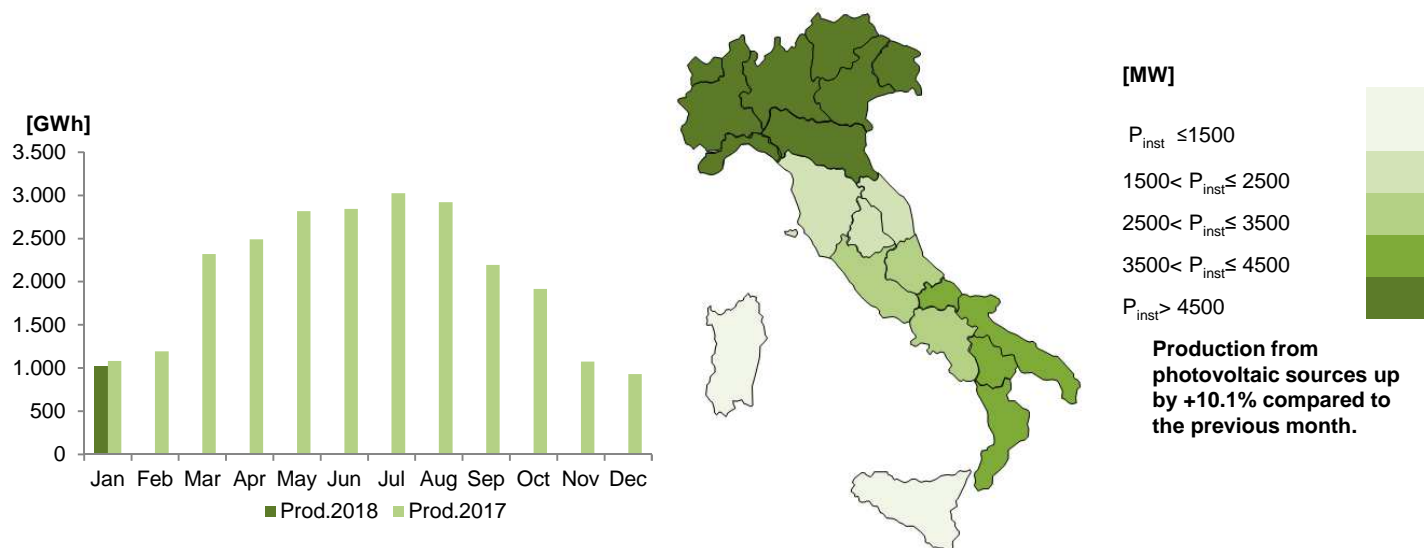 [GWh]
3.500
3.000
2.500
2.000
1.500
1.000
500
0
Jan Feb Mar Apr May Jun Jul Aug Sep Oct Nov Dec
Prod.2018 Prod.2017
[MW]
Pinst ≤1500
1500< Pinst≤ 2500
2500< Pinst≤ 3500
3500< Pinst≤ 4500
Pinst> 4500
Production from
photovoltaic sources up
by +10.1% compared to
the previous month.